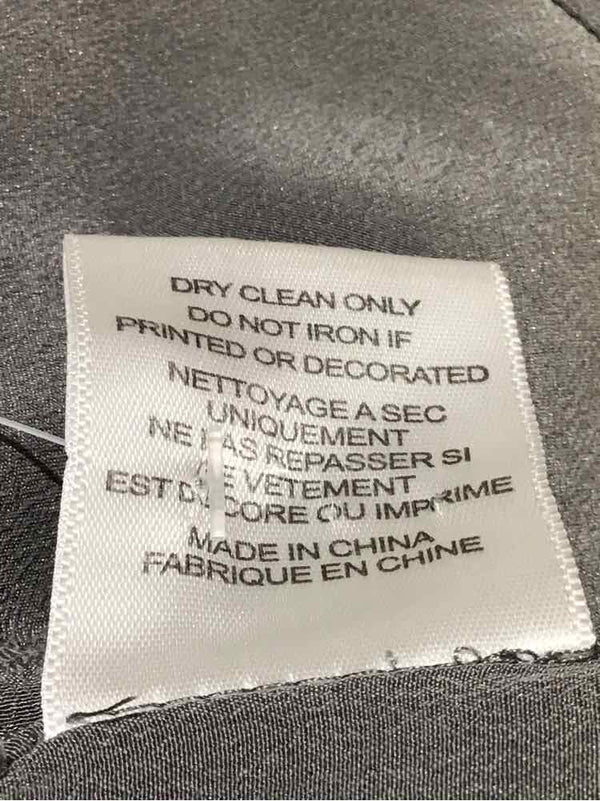 DRY CLEAN ONLY
DO NOT IRON IF
PRINTED OR DECORATED
NETTOYAGE A SEC
UNIQUEMENT
NE PAS REPASSER SI
LE VETEMENT
EST DECORE OU IMPRIME
MADE IN CHINA
FABRIQUE EN CHINE